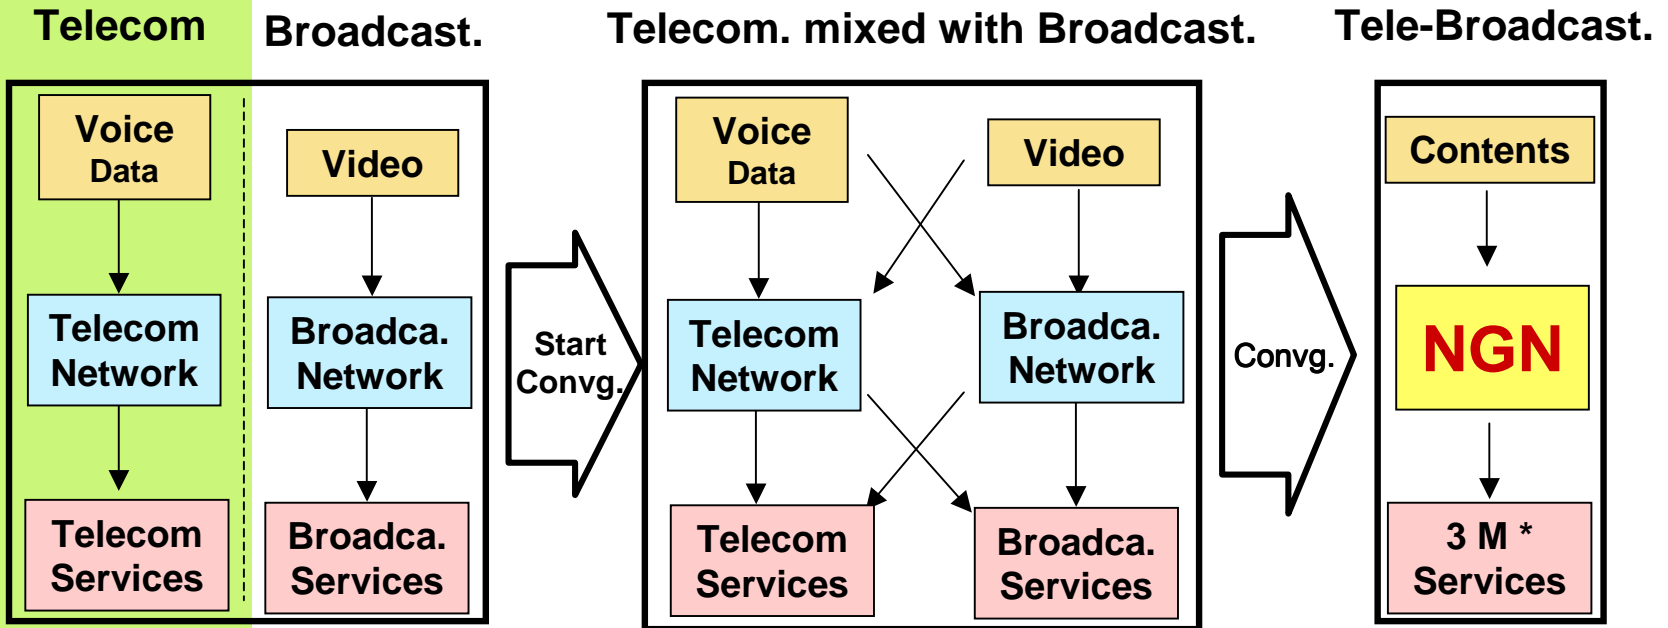 Telecom
Broadcast.
Telecom. mixed with Broadcast.
Tele-Broadcast.
Voice
Data
Video
Telecom
Network
Broadca.
Network
Telecom
Services
Broadca.
Services
Start
Convg.
Voice
Data
Video
Telecom
Network
Broadca.
Network
Telecom
Services
Broadca.
Services
Convg.
Contents
NGN
3 M *
Services